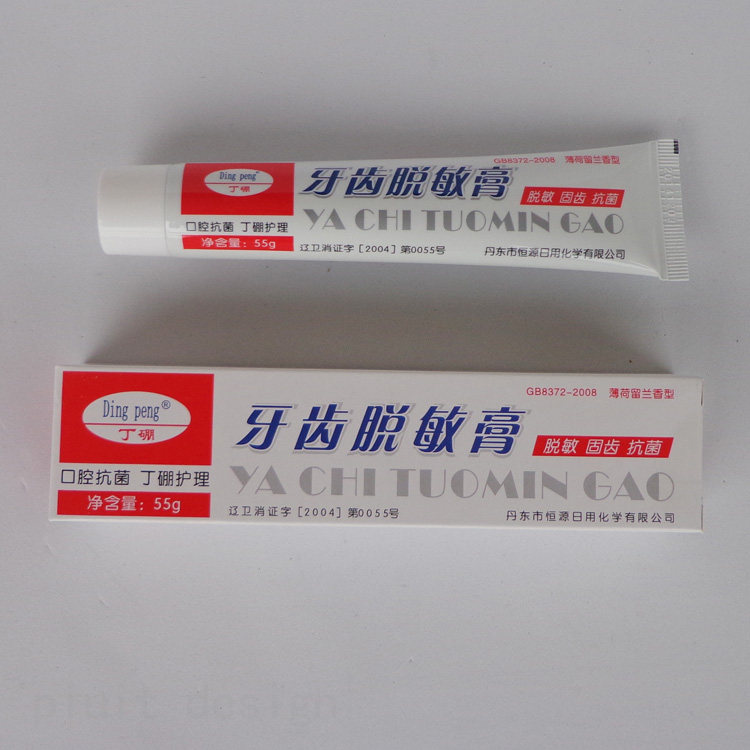 GB8372-2008 薄荷留兰香型
Ding peng
丁硼
牙齿脱敏膏
脱敏 固齿 抗菌
YA CHI TUOMIN GAO
口腔抗菌 丁硼护理
净含量：55g
辽卫消证字［2004］第0055号
丹东市恒源日用化学有限公司
GB8372-2008 薄荷留兰香型
Ding peng®
丁硼
牙齿脱敏膏
脱敏 固齿 抗菌
YA CHI TUOMIN GAO
口腔抗菌 丁硼护理
净含量：55g
辽卫消证字［2004］第0055号
丹东市恒源日用化学有限公司